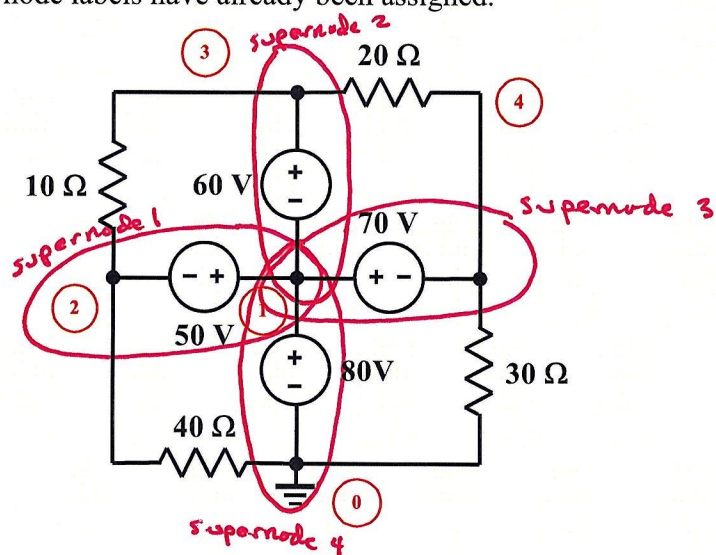 node labels have already been assigned.
supernode 2
3
20 Ω
4
10 Ω
60 V
+
-
supernode 1
70 V
supernode 3
- +
+ -
2
1
50 V
+
-
80V
30 Ω
40 Ω
0
supernode 4